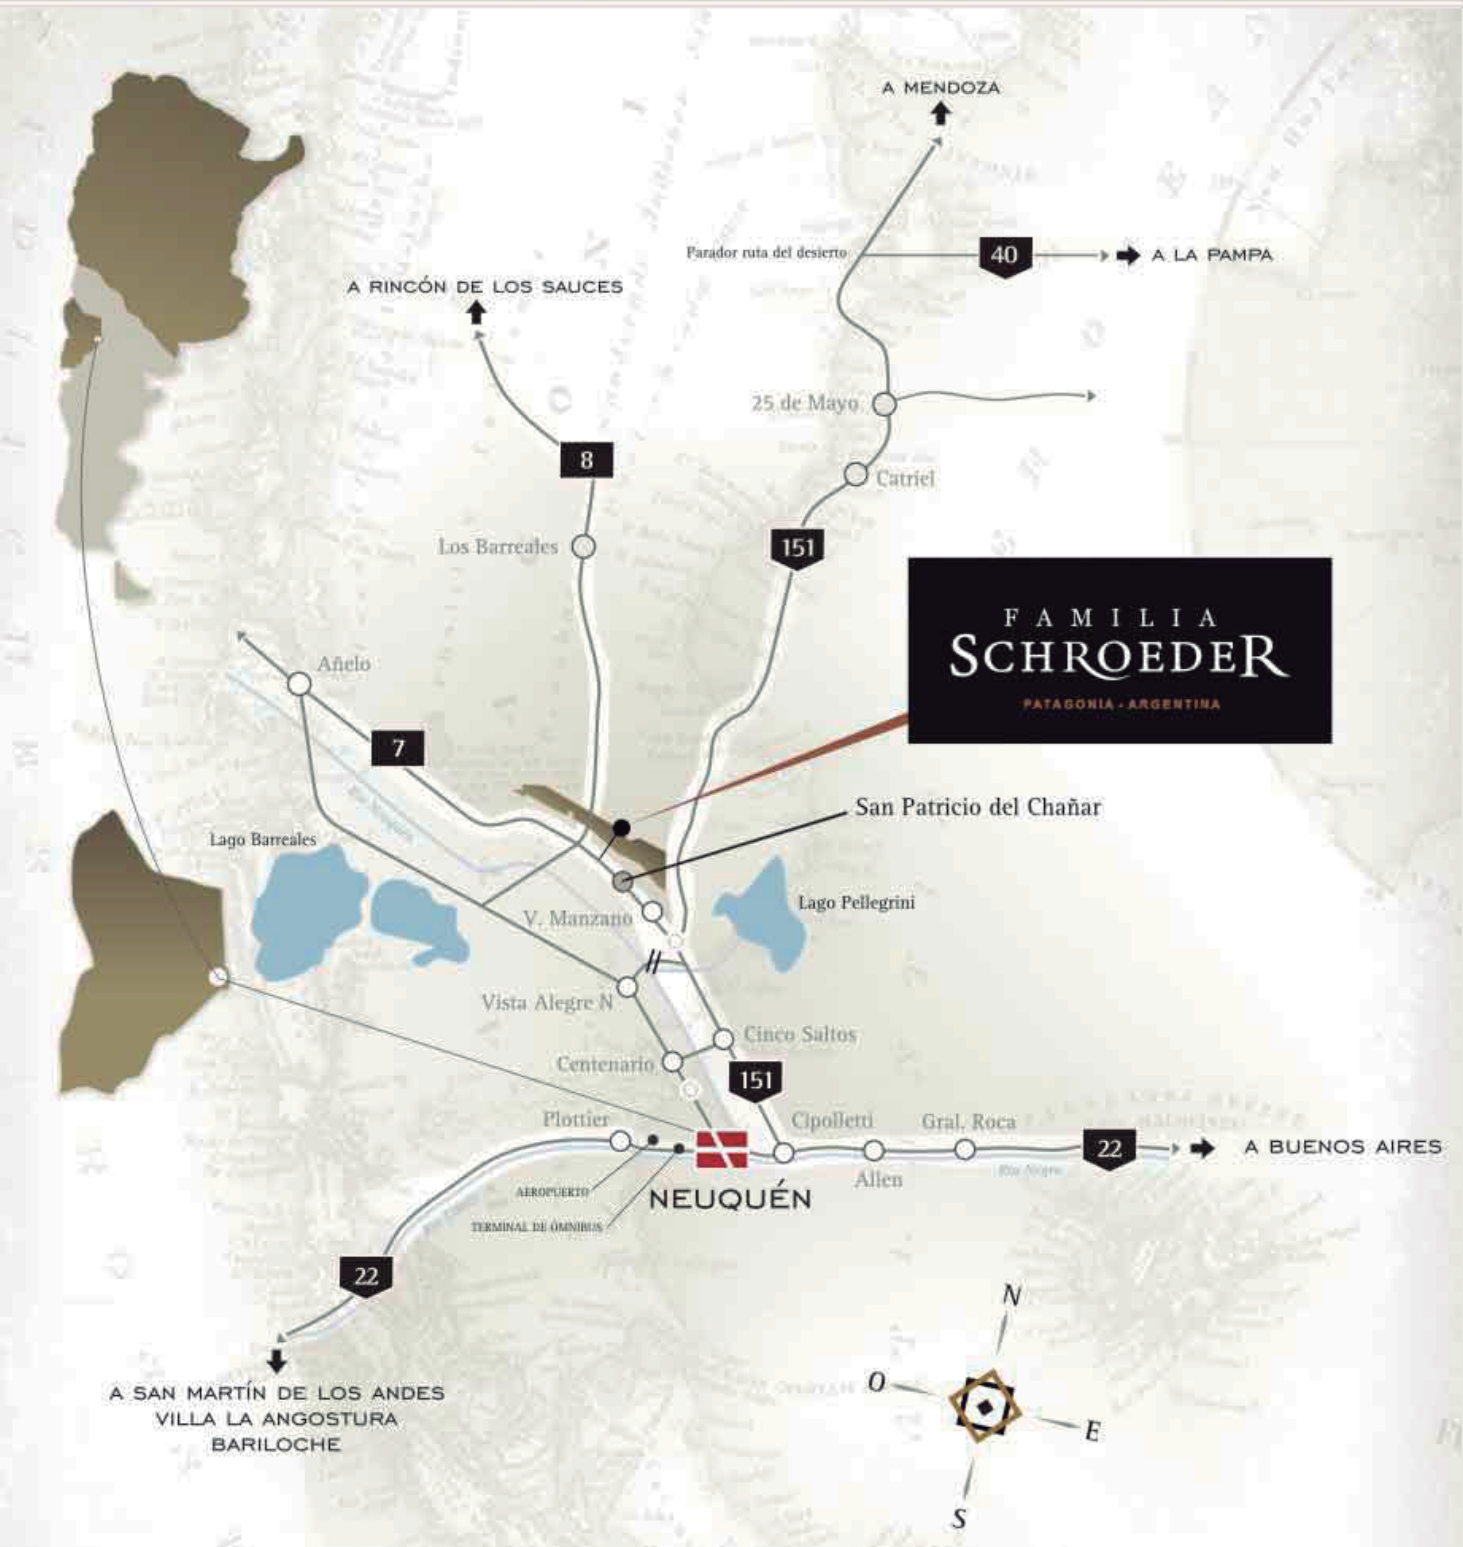 A MENDOZA
Parador ruta del desierto
40
A LA PAMPA
A RINCÓN DE LOS SAUCES
25 de Mayo
8
Catriel
Los Barreales
151
FAMILIA
SCHROEDER
PATAGONIA - ARGENTINA
Añelo
7
Río Neuquén
San Patricio del Chañar
Lago Barreales
Lago Pellegrini
V. Manzano
Vista Alegre N
Cinco Saltos
Centenario
151
Plottier
Cipolletti
Gral. Roca
22
A BUENOS AIRES
Río Negro
Allen
AEROPUERTO
NEUQUÉN
TERMINAL DE ÓMNIBUS
22
N
O
E
S
A SAN MARTÍN DE LOS ANDES
VILLA LA ANGOSTURA
BARILOCHE